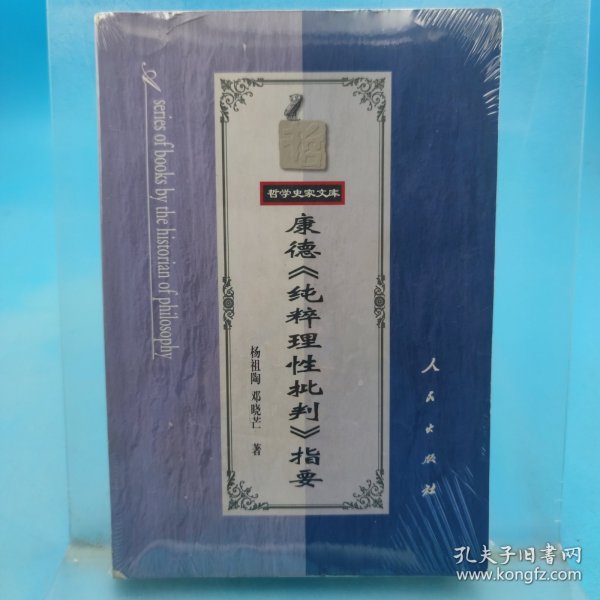 A series of books by the historian of philosophy
哲
哲学史家文库
康德《纯粹理性批判》指要
杨祖陶 邓晓芒 著
人民出版社
孔夫子旧书网
www.kongfz.com